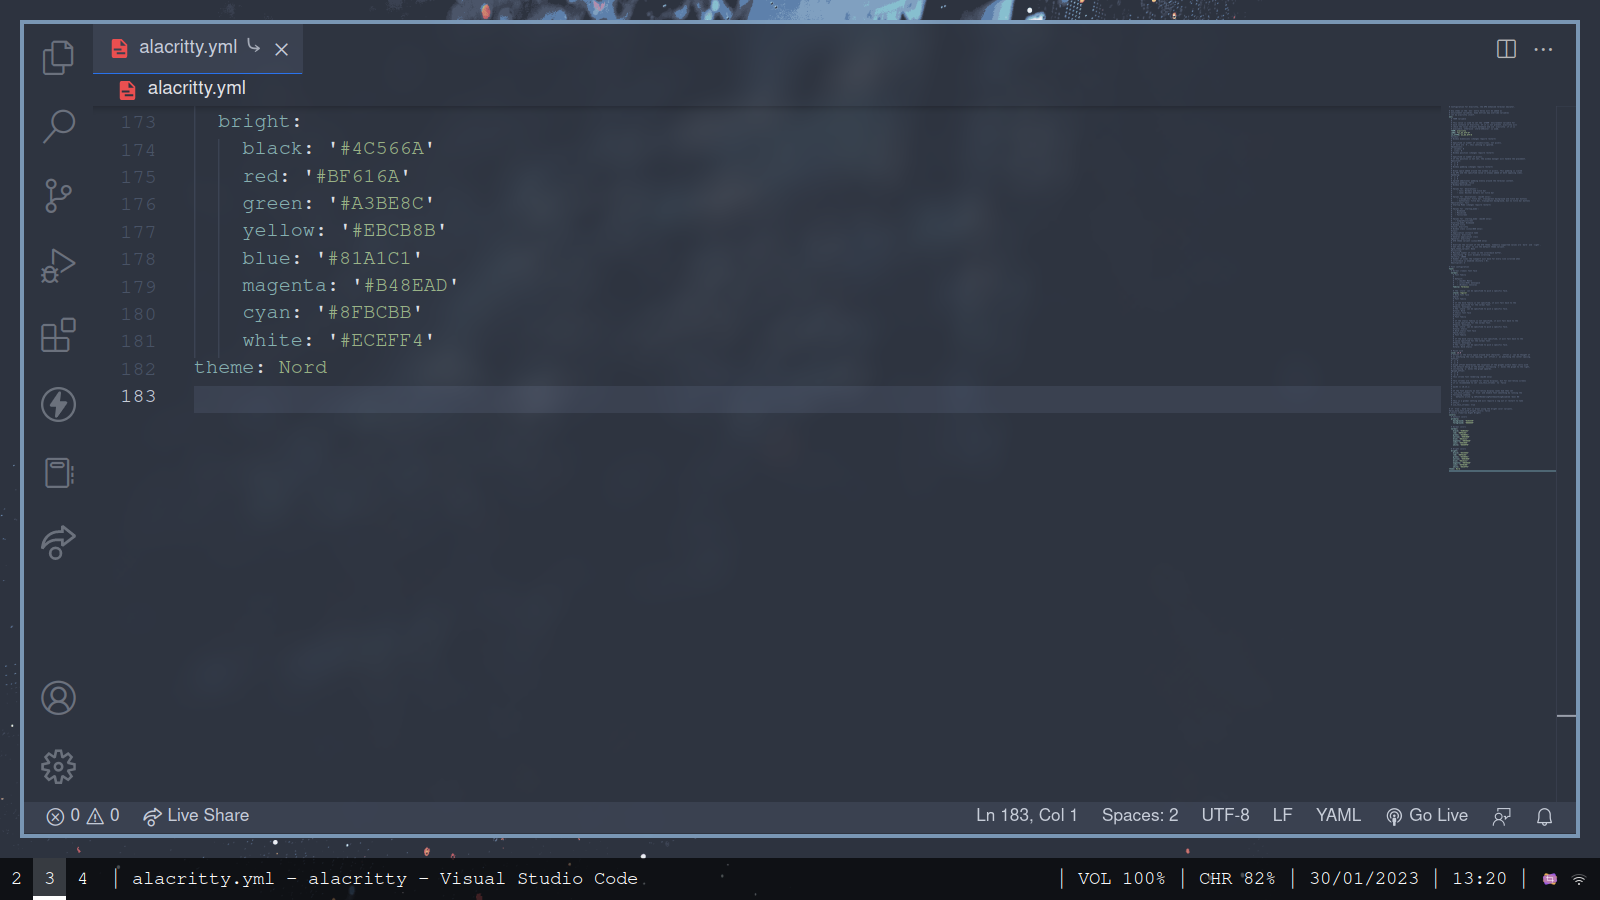 alacritty.yml
alacritty.yml
173 bright:
174 black: '#4C566A'
175 red: '#BF616A'
176 green: '#A3BE8C'
177 yellow: '#EBCB8B'
178 blue: '#81A1C1'
179 magenta: '#B48EAD'
180 cyan: '#8FBCBB'
181 white: '#ECEFF4'
182 theme: Nord
183
0 0 Live Share Ln 183, Col 1 Spaces: 2 UTF-8 LF YAML Go Live
2 3 4 | alacritty.yml - alacritty - Visual Studio Code | VOL 100% | CHR 82% | 30/01/2023 | 13:20 |